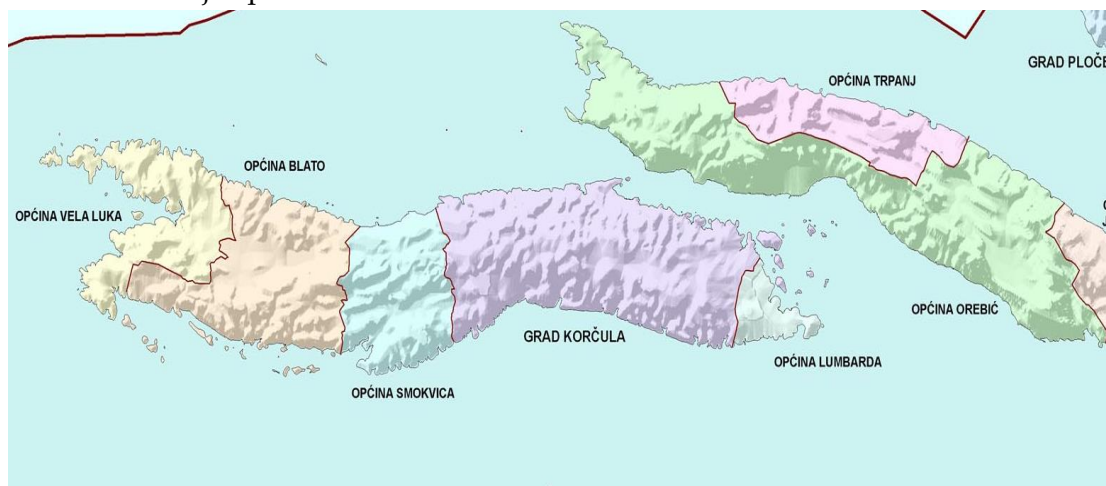 GRAD PLOČE
OPĆINA TRPANJ
OPĆINA BLATO
OPĆINA VELA LUKA
OPĆINA OREBIĆ
GRAD KORČULA
OPĆINA LUMBARDA
OPĆINA SMOKVICA